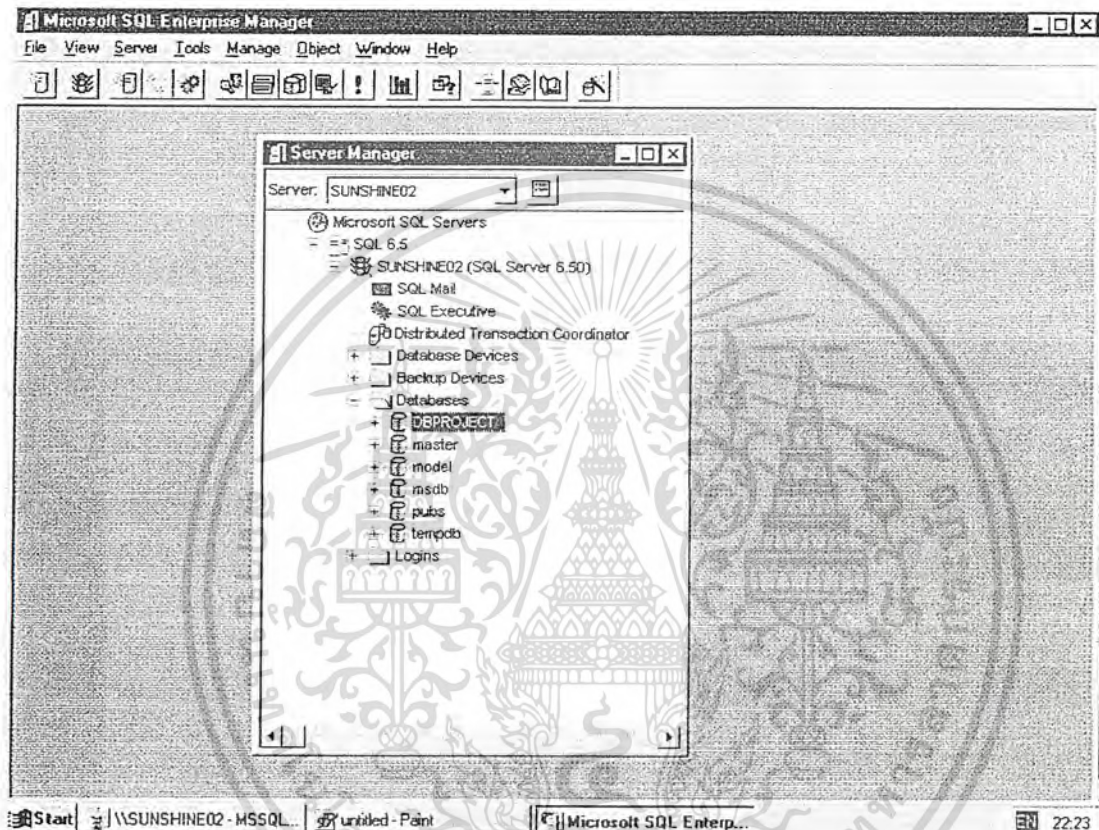 Microsoft SQL Enterprise Manager
File View Server Tools Manage Object Window Help
Server Manager
Server: SUNSHINE02
Microsoft SQL Servers
SQL 6.5
SUNSHINE02 (SQL Server 6.50)
SQL Mail
SQL Executive
Distributed Transaction Coordinator
Database Devices
Backup Devices
Databases
DBPROJECT
master
model
msdb
pubs
tempdb
Logins
Start \\SUNSHINE02 - MSSQL... untitled - Paint Microsoft SQL Enterp... EN 22:23